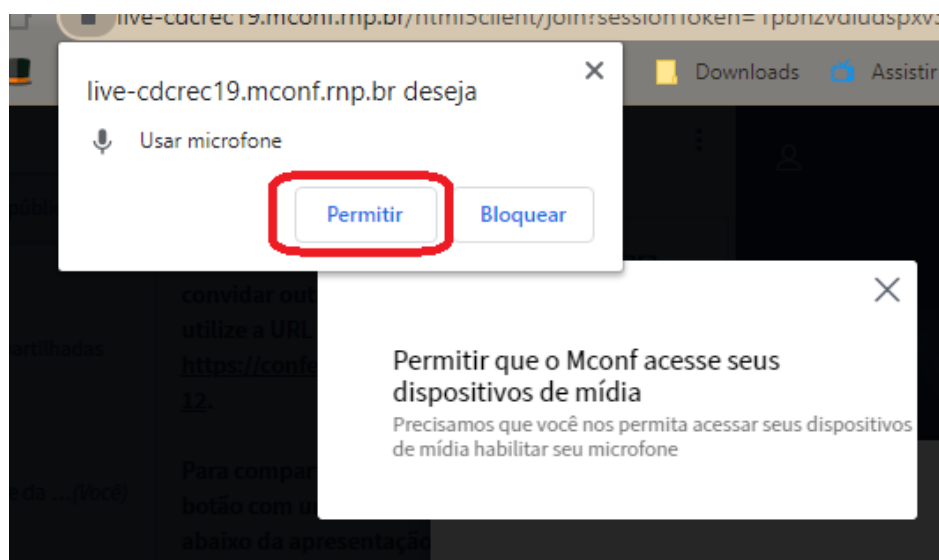 live-cdcrec19.mconf.rnp.br/html5client/join?sessionToken=
Downloads
Assistir
live-cdcrec19.mconf.rnp.br deseja
Usar microfone
Permitir
Bloquear
convidar
utilize a URL
https://confe
12.
artilhadas
Permitir que o Mconf acesse seus
dispositivos de mídia
Precisamos que você nos permita acessar seus dispositivos
de mídia habilitar seu microfone
Para compar
e da ...(Você)
botão com u
abaixo da apresentação